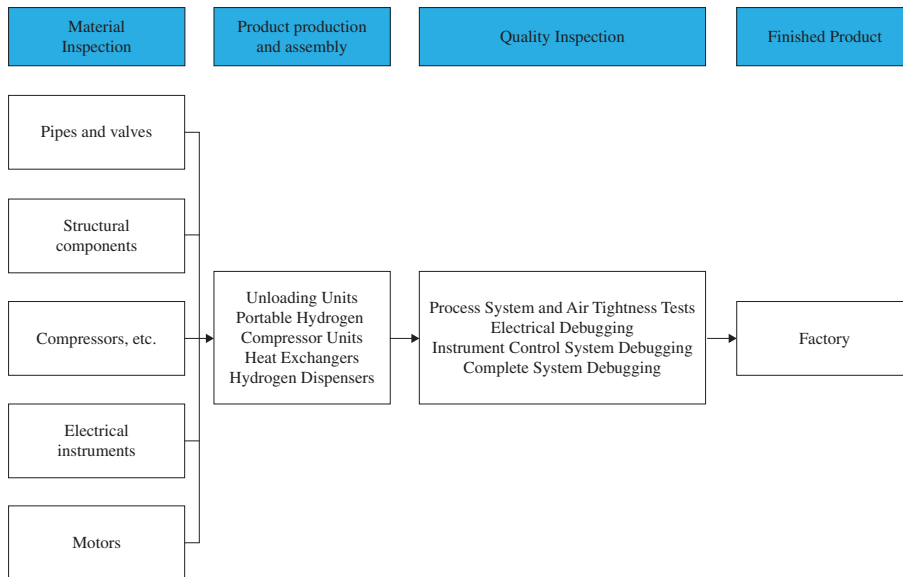 Material
Inspection
Product production
and assembly
Quality Inspection
Finished Product
Pipes and valves
Structural
components
Compressors, etc.
Electrical
instruments
Motors
Unloading Units
Portable Hydrogen
Compressor Units
Heat Exchangers
Hydrogen Dispensers
Process System and Air Tightness Tests
Electrical Debugging
Instrument Control System Debugging
Complete System Debugging
Factory